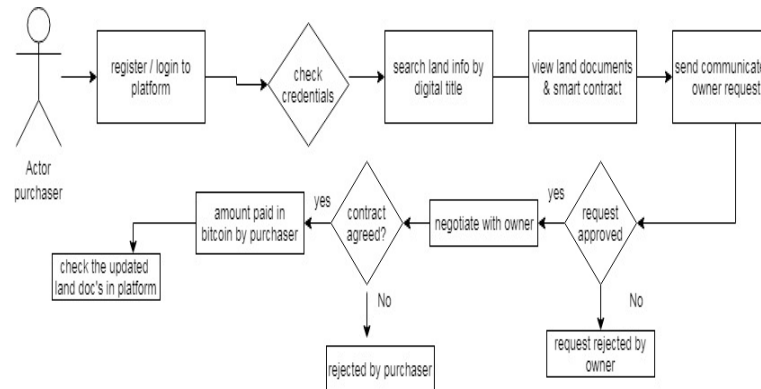 register / login to
platform
check
credentials
search land info by
digital title
view land documents
& smart contract
send communicate
owner request
Actor
purchaser
amount paid in
bitcoin by purchaser
yes
contract
agreed?
negotiate with owner
yes
request
approved
check the updated
land doc's in platform
No
No
rejected by purchaser
request rejected by
owner